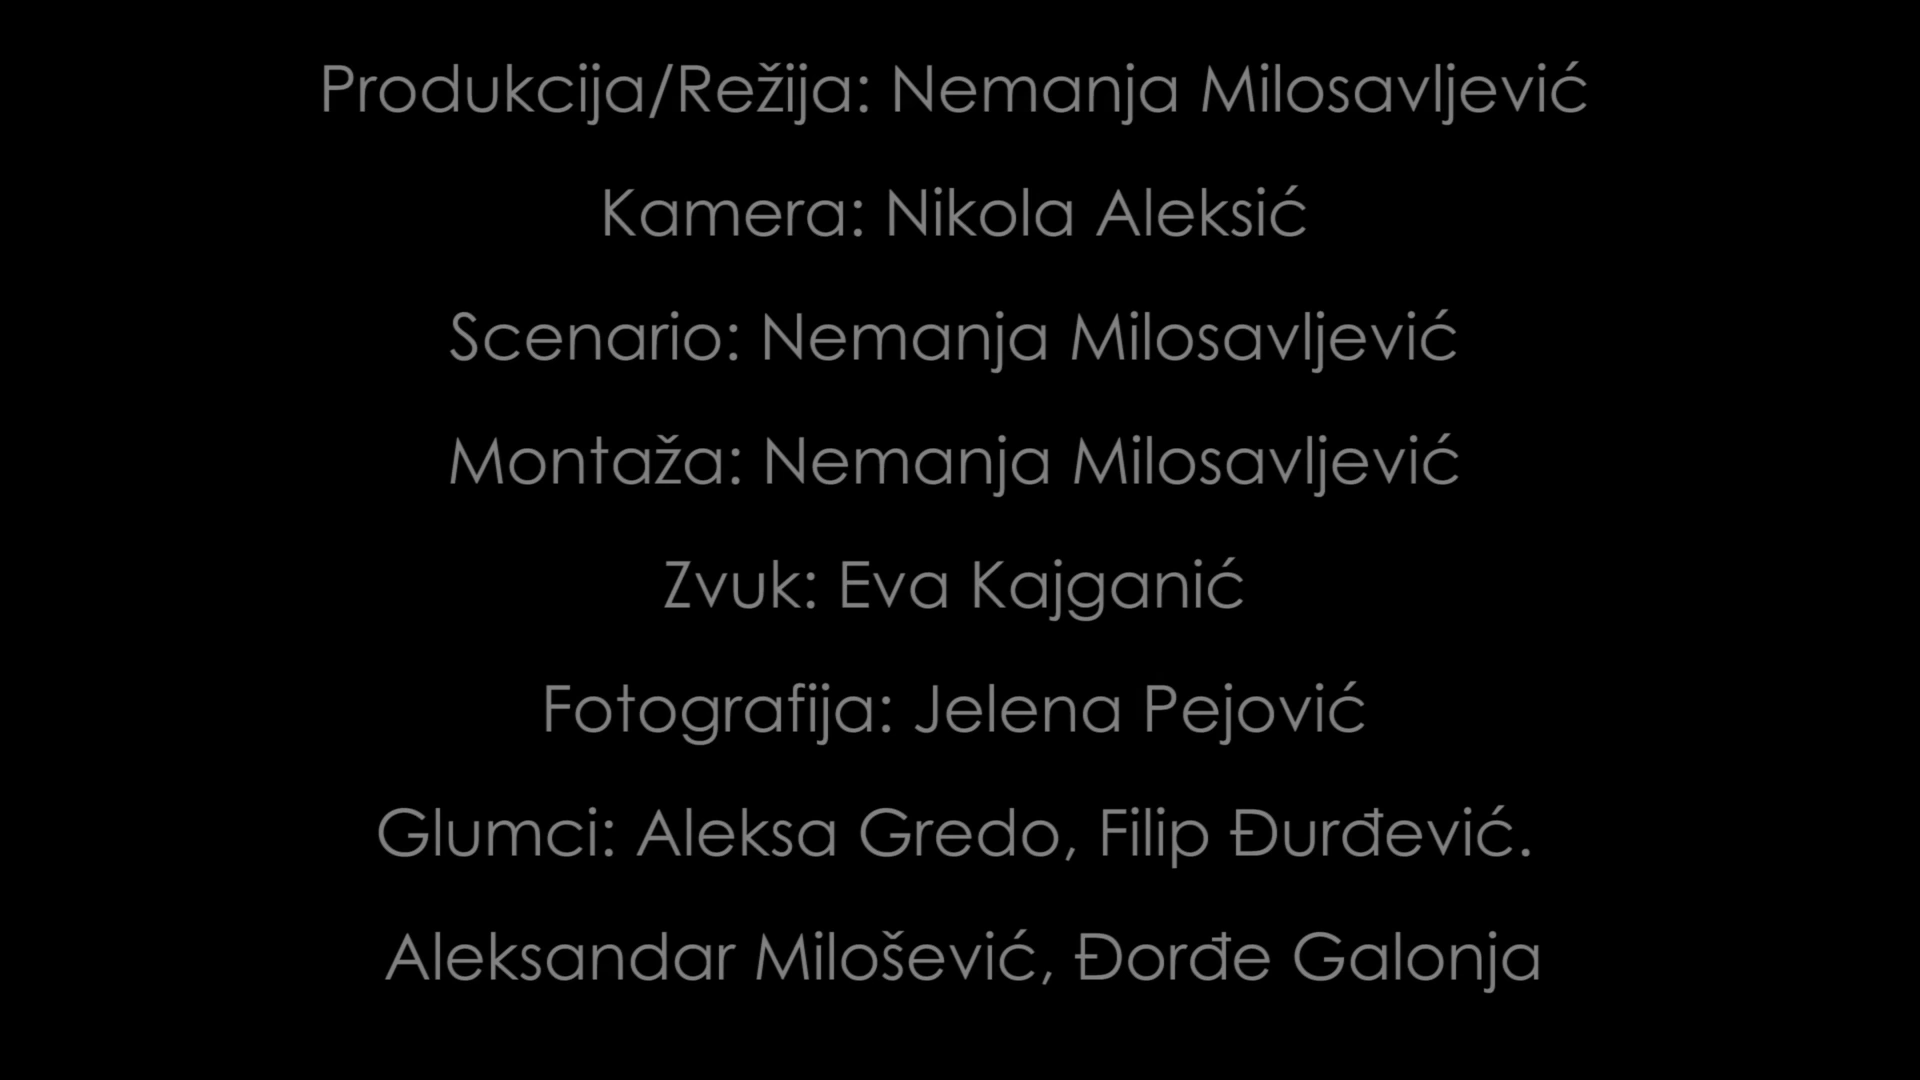 Produkcija/Režija: Nemanja Milosavljević
Kamera: Nikola Aleksić
Scenario: Nemanja Milosavljević
Montaža: Nemanja Milosavljević
Zvuk: Eva Kajganić
Fotografija: Jelena Pejović
Glumci: Aleksa Gredo, Filip Đurđević.
Aleksandar Milošević, Đorđe Galonja